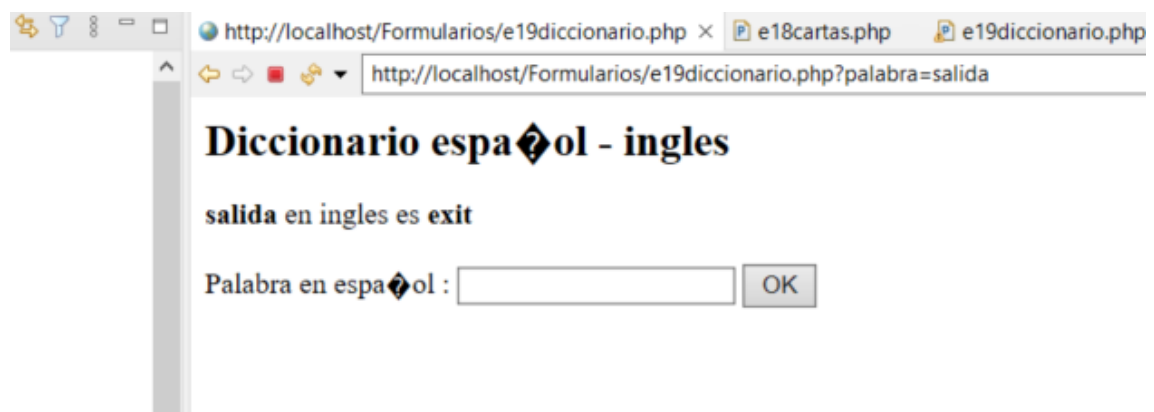 http://localhost/Formularios/e19diccionario.php e18cartas.php e19diccionario.php
http://localhost/Formularios/e19diccionario.php?palabra=salida
Diccionario espa�ol - ingles
salida en ingles es exit
Palabra en espa�ol : OK